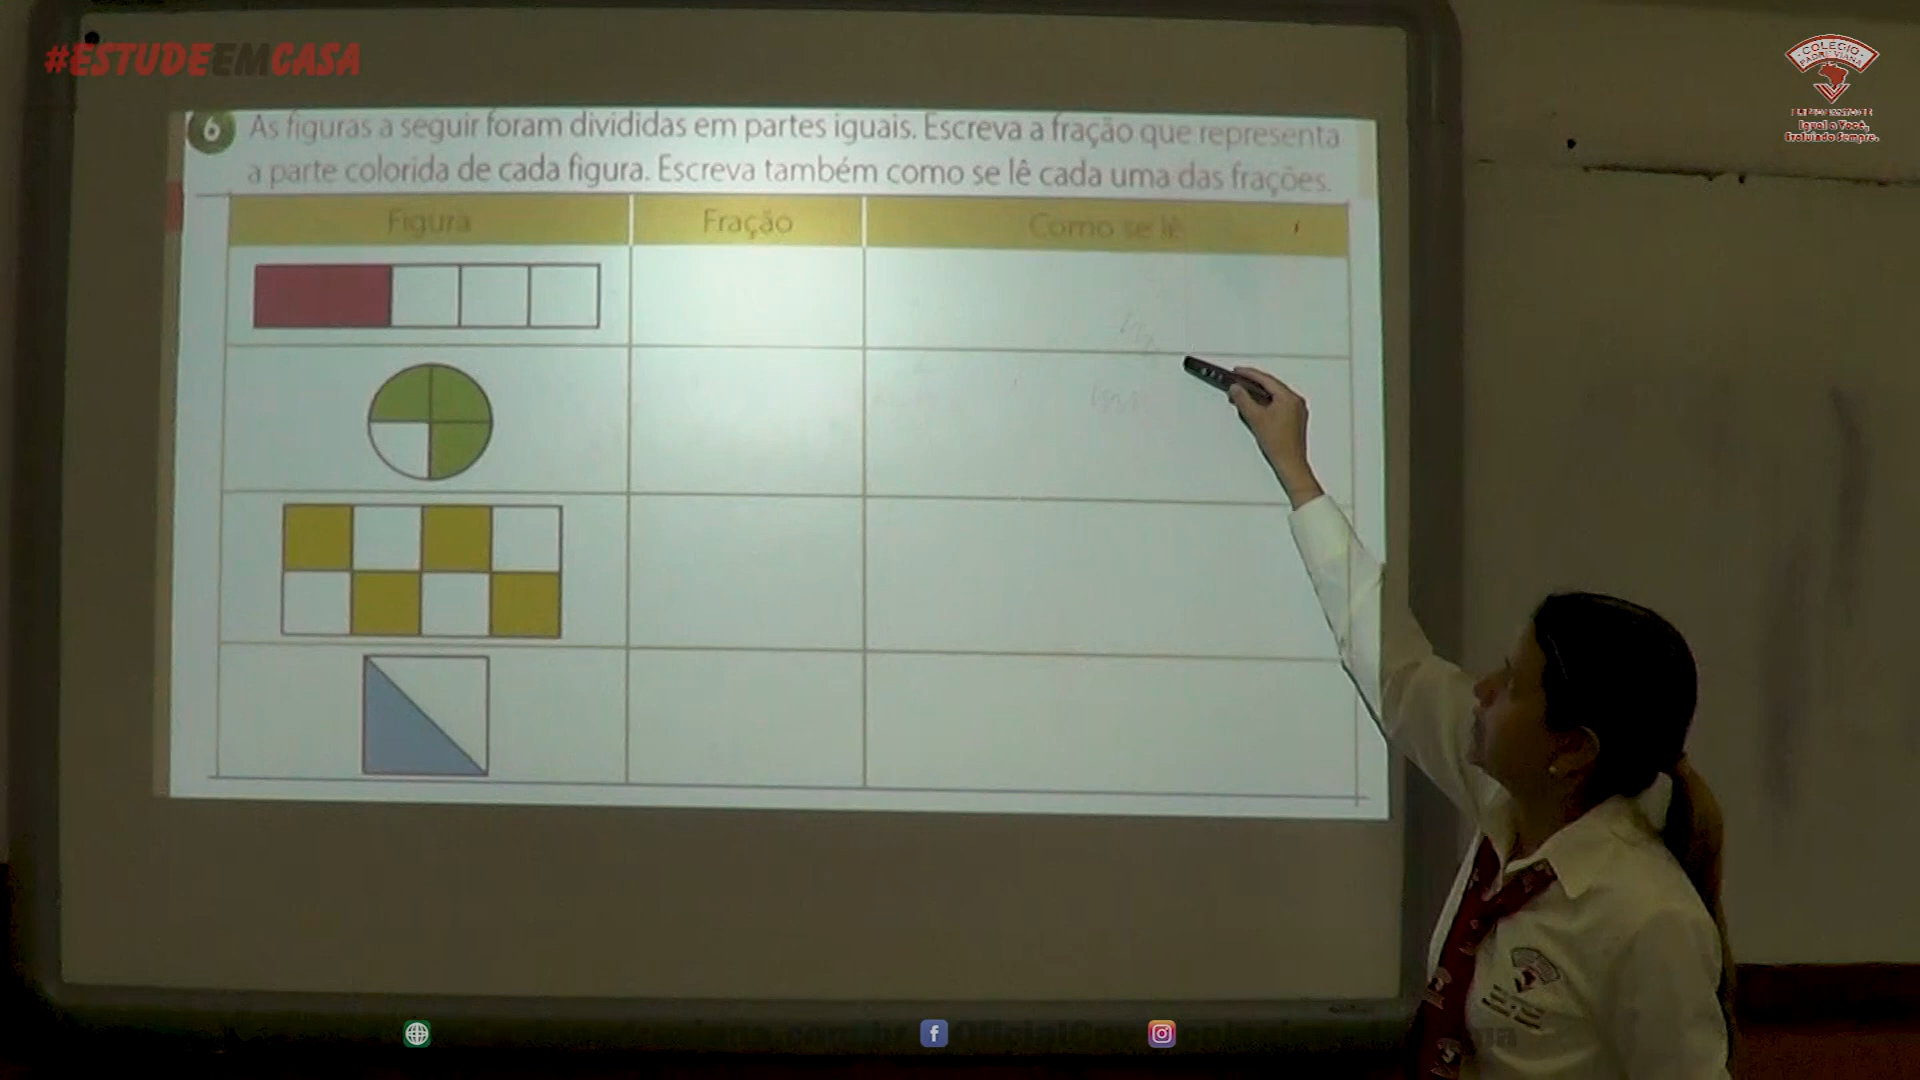 #ESTUDEEMCASA
COLÉGIO
PADRE VIANA
Igual a Você,
Evoluindo Sempre.
6 As figuras a seguir foram divididas em partes iguais. Escreva a fração que representa
a parte colorida de cada figura. Escreva também como se lê cada uma das frações.
Figura Fração Como se lê